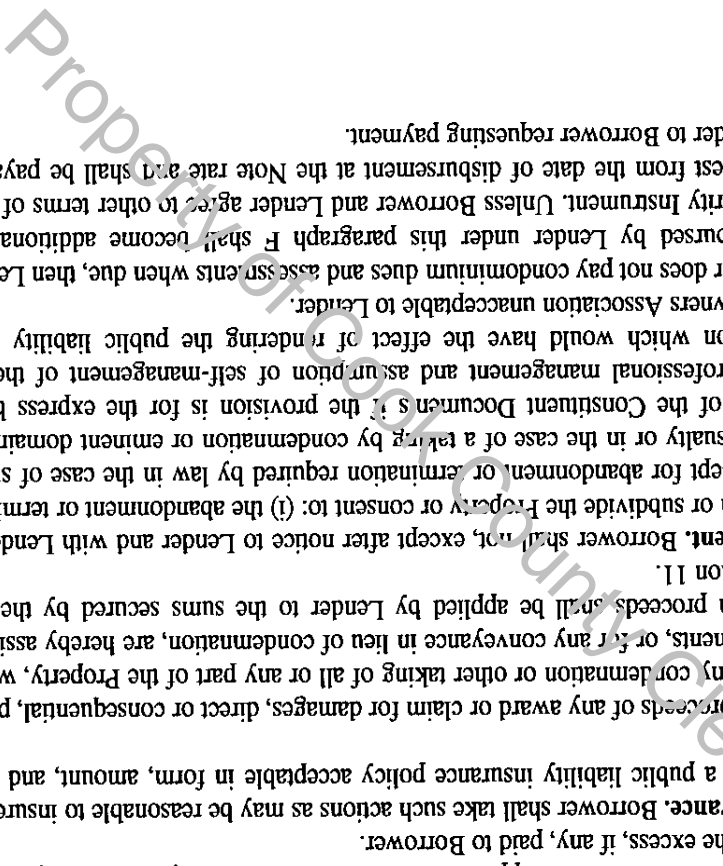 he excess, if any, paid to Borrower.
ance. Borrower shall take such actions as may be reasonable to insure
a public liability insurance policy acceptable in form, amount, and
proceeds of any award or claim for damages, direct or consequential, p
ny condemnation or other taking of all or any part of the Property, w
nents, or for any conveyance in lieu of condemnation, are hereby assi
proceeds shall be applied by Lender to the sums secured by the
on 11.
ent. Borrower shall not, except after notice to Lender and with Lend
or subdivide the Property or consent to: (i) the abandonment or termi
cept for abandonment or termination required by law in the case of s
sualty or in the case of a taking by condemnation or eminent domain
of the Constituent Documents if the provision is for the express b
rofessional management and assumption of self-management of the
on which would have the effect of rendering the public liability
wners Association unacceptable to Lender.
r does not pay condominium dues and assessments when due, then Le
oursed by Lender under this paragraph F shall become additiona
rity Instrument. Unless Borrower and Lender agree to other terms of
est from the date of disbursement at the Note rate and shall be paya
der to Borrower requesting payment.
Property of Cook County Cle